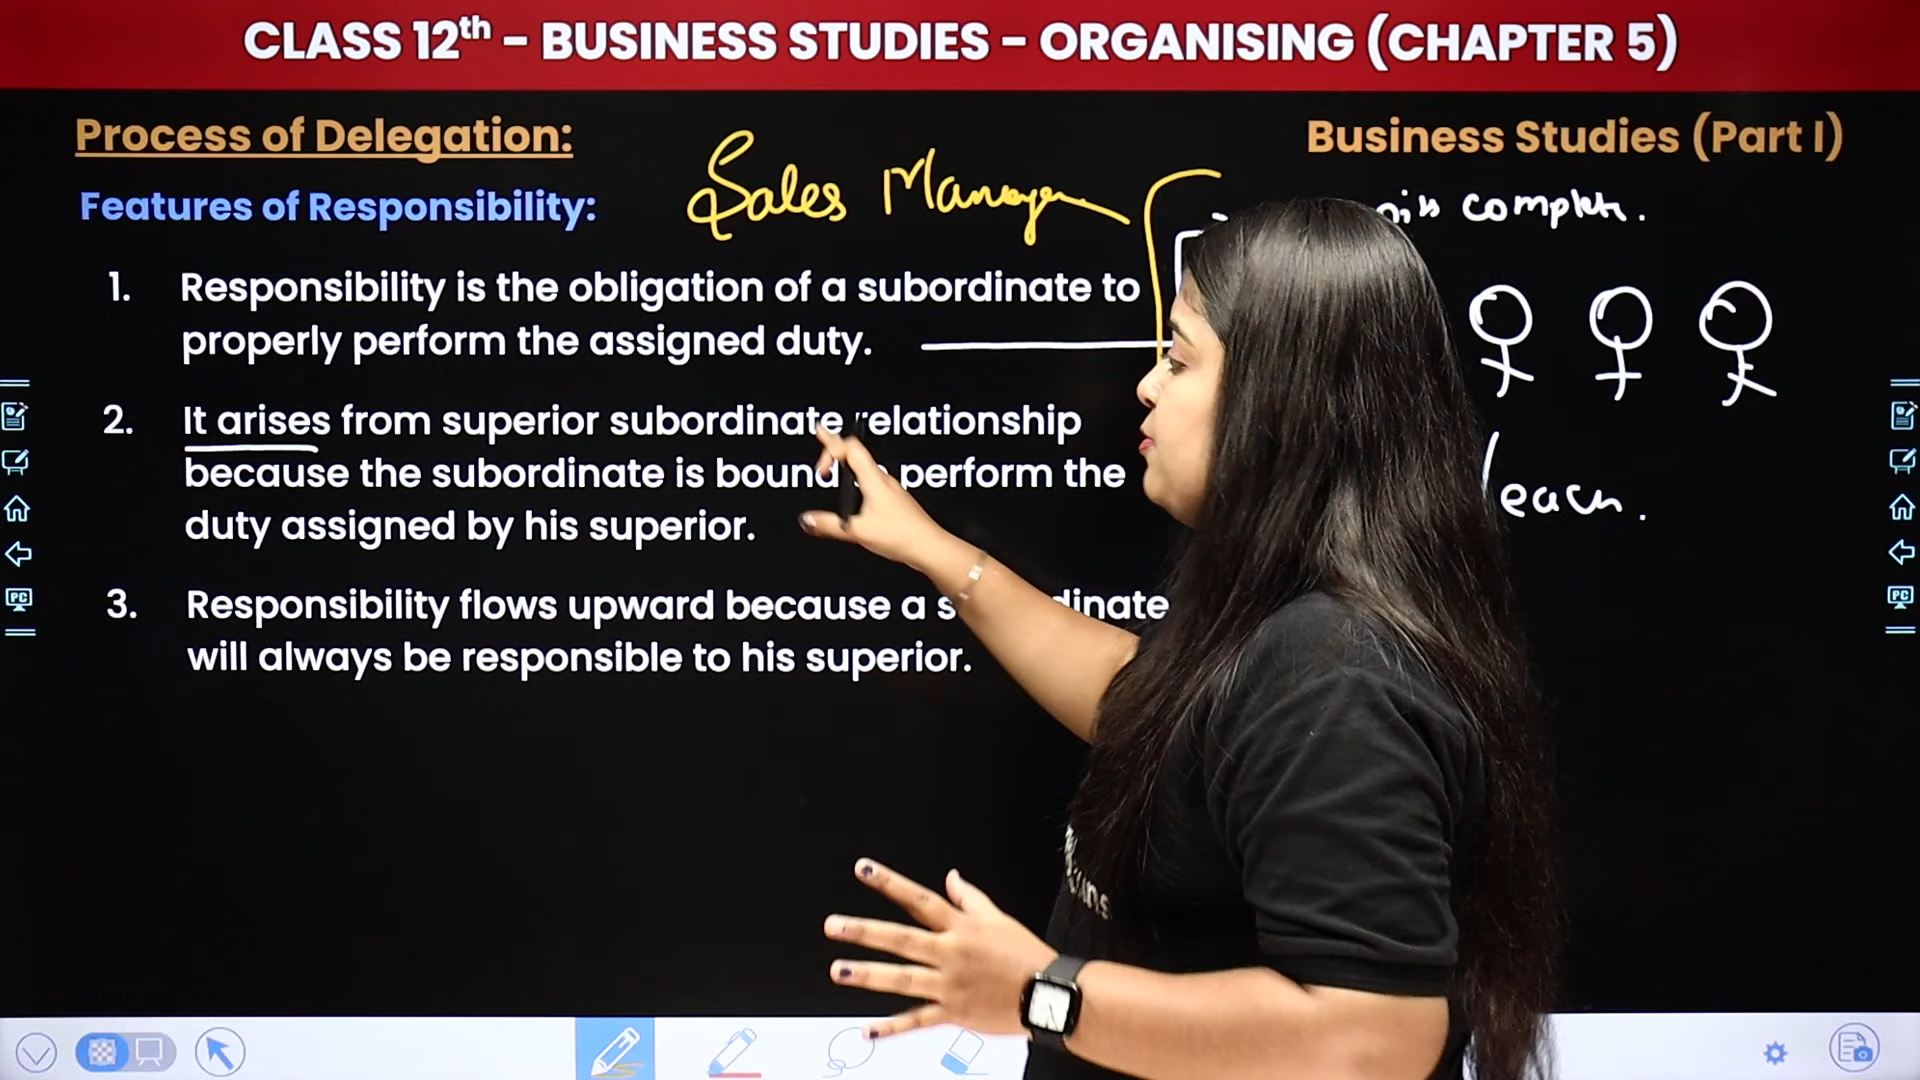 CLASS 12th - BUSINESS STUDIES - ORGANISING (CHAPTER 5)
Process of Delegation:
Business Studies (Part I)
Features of Responsibility:
Sales Manager
complete.
1. Responsibility is the obligation of a subordinate to
properly perform the assigned duty.
2. It arises from superior subordinate relationship
because the subordinate is bound perform the
duty assigned by his superior.
each.
3. Responsibility flows upward because a
will always be responsible to his superior.
PC
PC